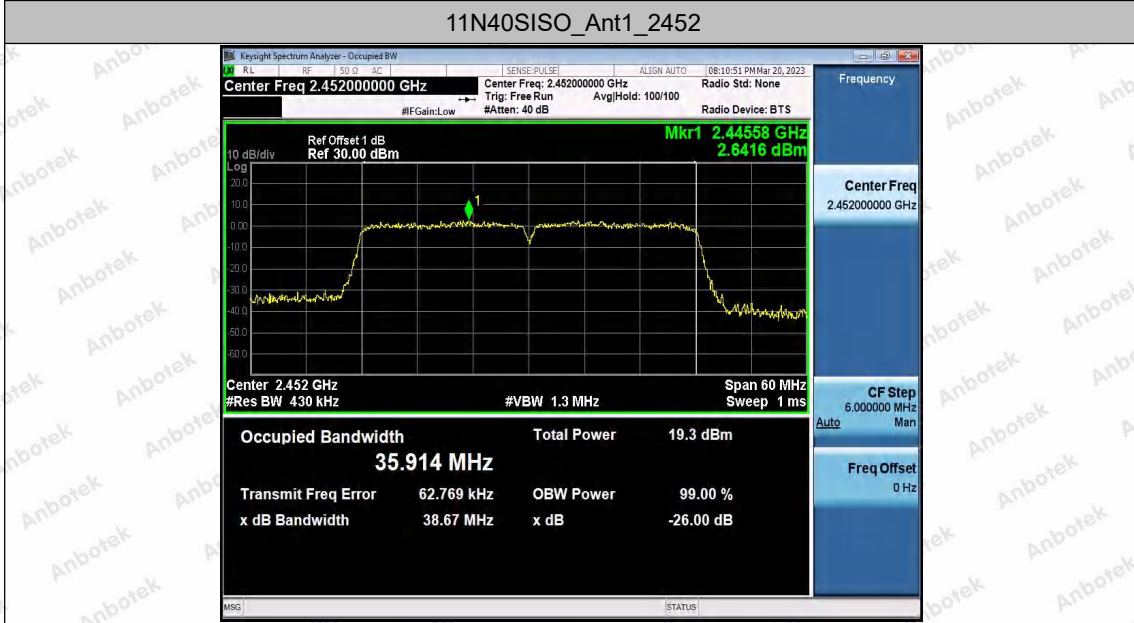 11N40SISO_Ant1_2452
Keysight Spectrum Analyzer - Occupied BW
LXI RL RF 50 Ω AC SENSE:PULSE ALIGN AUTO 08:10:51 PM Mar 20, 2023
Center Freq 2.452000000 GHz
Center Freq: 2.452000000 GHz
Radio Std: None
Trig: Free Run Avg|Hold: 100/100
#IFGain:Low #Atten: 40 dB Radio Device: BTS
Frequency
Mkr1 2.44558 GHz
2.6416 dBm
Ref Offset 1 dB
10 dB/div Ref 30.00 dBm
Log
20.0
10.0
0.00
-10.0
-20.0
-30.0
-40.0
-50.0
-60.0
1
Center 2.452 GHz Span 60 MHz
#Res BW 430 kHz #VBW 1.3 MHz Sweep 1 ms
Occupied Bandwidth Total Power 19.3 dBm
35.914 MHz
Transmit Freq Error 62.769 kHz OBW Power 99.00 %
x dB Bandwidth 38.67 MHz x dB -26.00 dB
Center Freq
2.452000000 GHz
CF Step
6.000000 MHz
Auto Man
Freq Offset
0 Hz
MSG STATUS
Anbotek